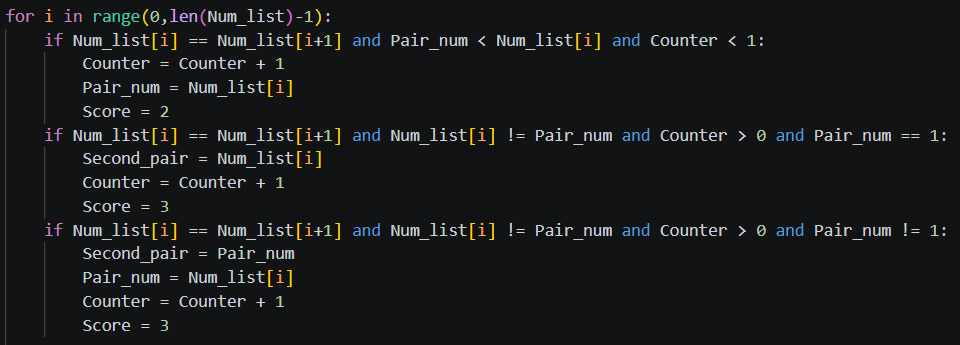 for i in range(0,len(Num_list)-1):
    if Num_list[i] == Num_list[i+1] and Pair_num < Num_list[i] and Counter < 1:
        Counter = Counter + 1
        Pair_num = Num_list[i]
        Score = 2
    if Num_list[i] == Num_list[i+1] and Num_list[i] != Pair_num and Counter > 0 and Pair_num == 1:
        Second_pair = Num_list[i]
        Counter = Counter + 1
        Score = 3
    if Num_list[i] == Num_list[i+1] and Num_list[i] != Pair_num and Counter > 0 and Pair_num != 1:
        Second_pair = Pair_num
        Pair_num = Num_list[i]
        Counter = Counter + 1
        Score = 3